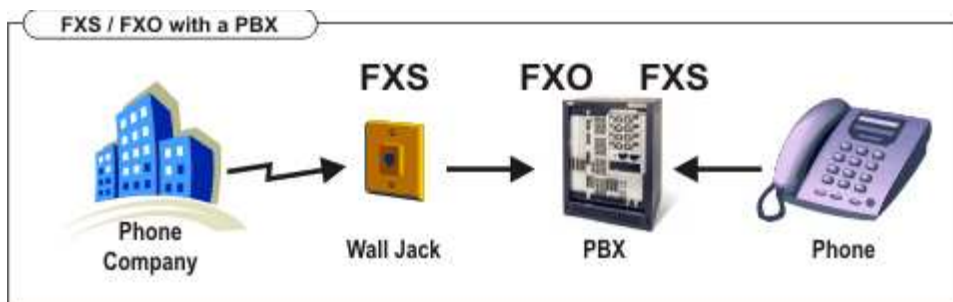 FXS / FXO with a PBX
FXS
FXO
FXS
Phone
Company
Wall Jack
PBX
Phone